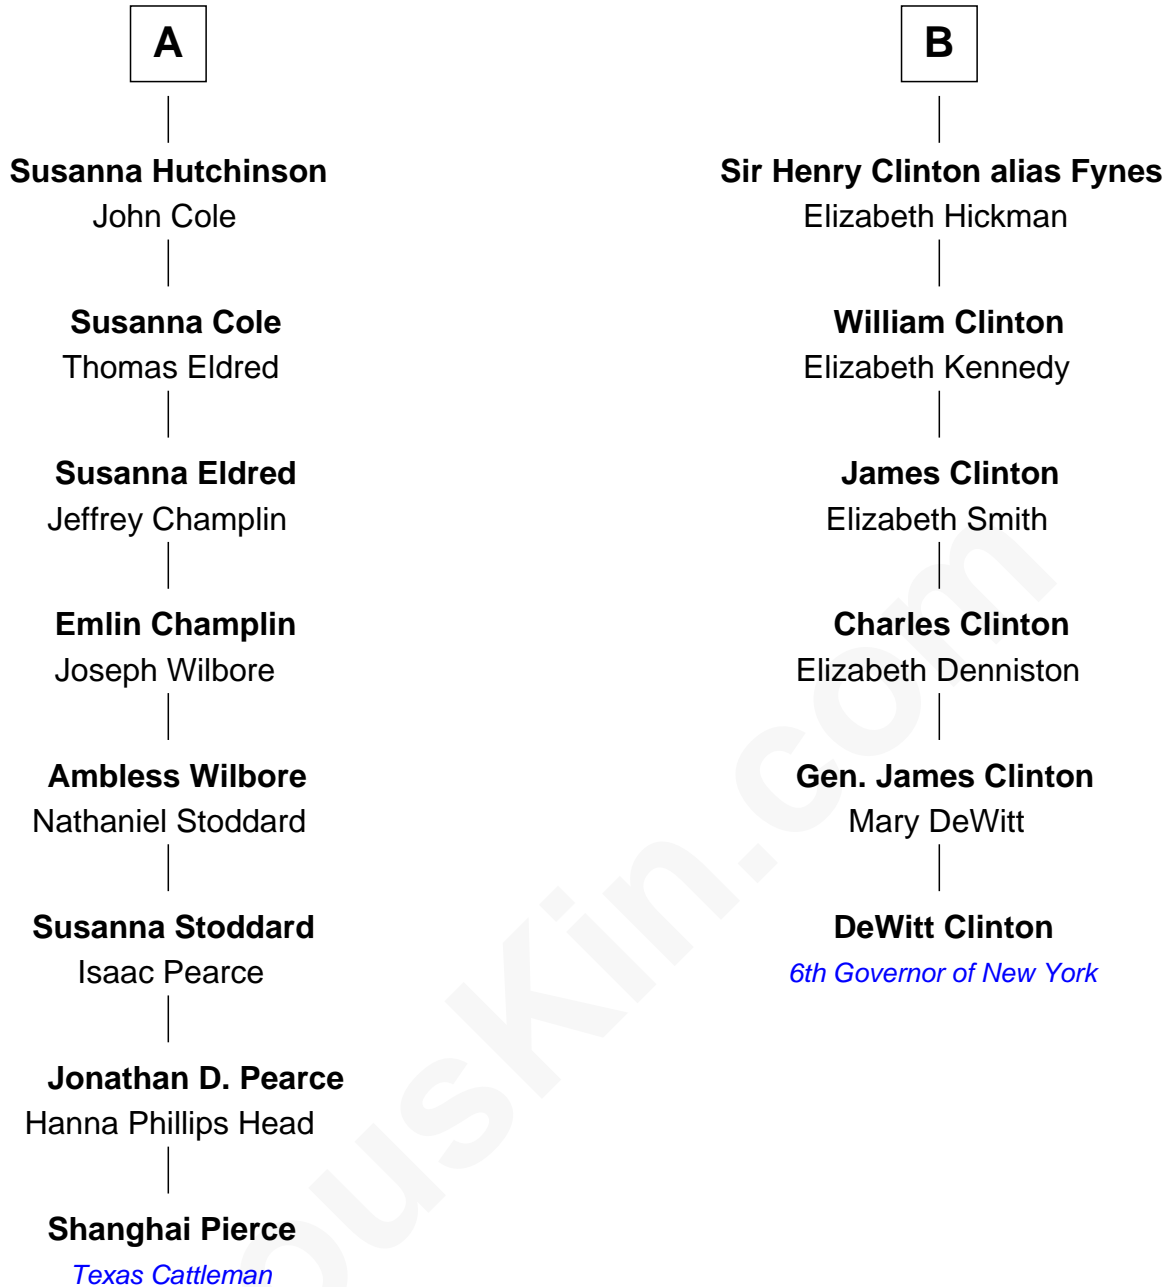 A
Susanna Hutchinson
John Cole
Susanna Cole
Thomas Eldred
Susanna Eldred
Jeffrey Champlin
Emlin Champlin
Joseph Wilbore
Ambless Wilbore
Nathaniel Stoddard
Susanna Stoddard
Isaac Pearce
Jonathan D. Pearce
Hanna Phillips Head
Shanghai Pierce
Texas Cattleman
B
Sir Henry Clinton alias Fynes
Elizabeth Hickman
William Clinton
Elizabeth Kennedy
James Clinton
Elizabeth Smith
Charles Clinton
Elizabeth Denniston
Gen. James Clinton
Mary DeWitt
DeWitt Clinton
6th Governor of New York
ousKin.com